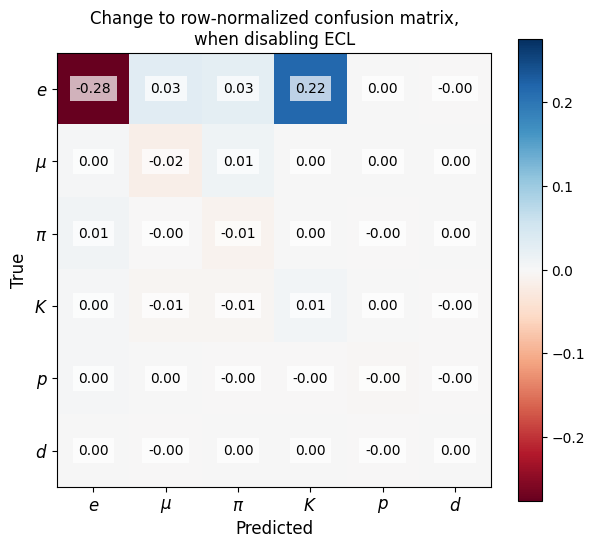 Change to row-normalized confusion matrix,
when disabling ECL
e -0.28 0.03 0.03 0.22 0.00 -0.00
μ 0.00 -0.02 0.01 0.00 0.00 0.00
π 0.01 -0.00 -0.01 0.00 -0.00 0.00
K 0.00 -0.01 -0.01 0.01 0.00 -0.00
p 0.00 0.00 -0.00 -0.00 -0.00 -0.00
d 0.00 -0.00 0.00 0.00 -0.00 0.00
e μ π K p d
Predicted
True
0.2
0.1
0.0
−0.1
−0.2